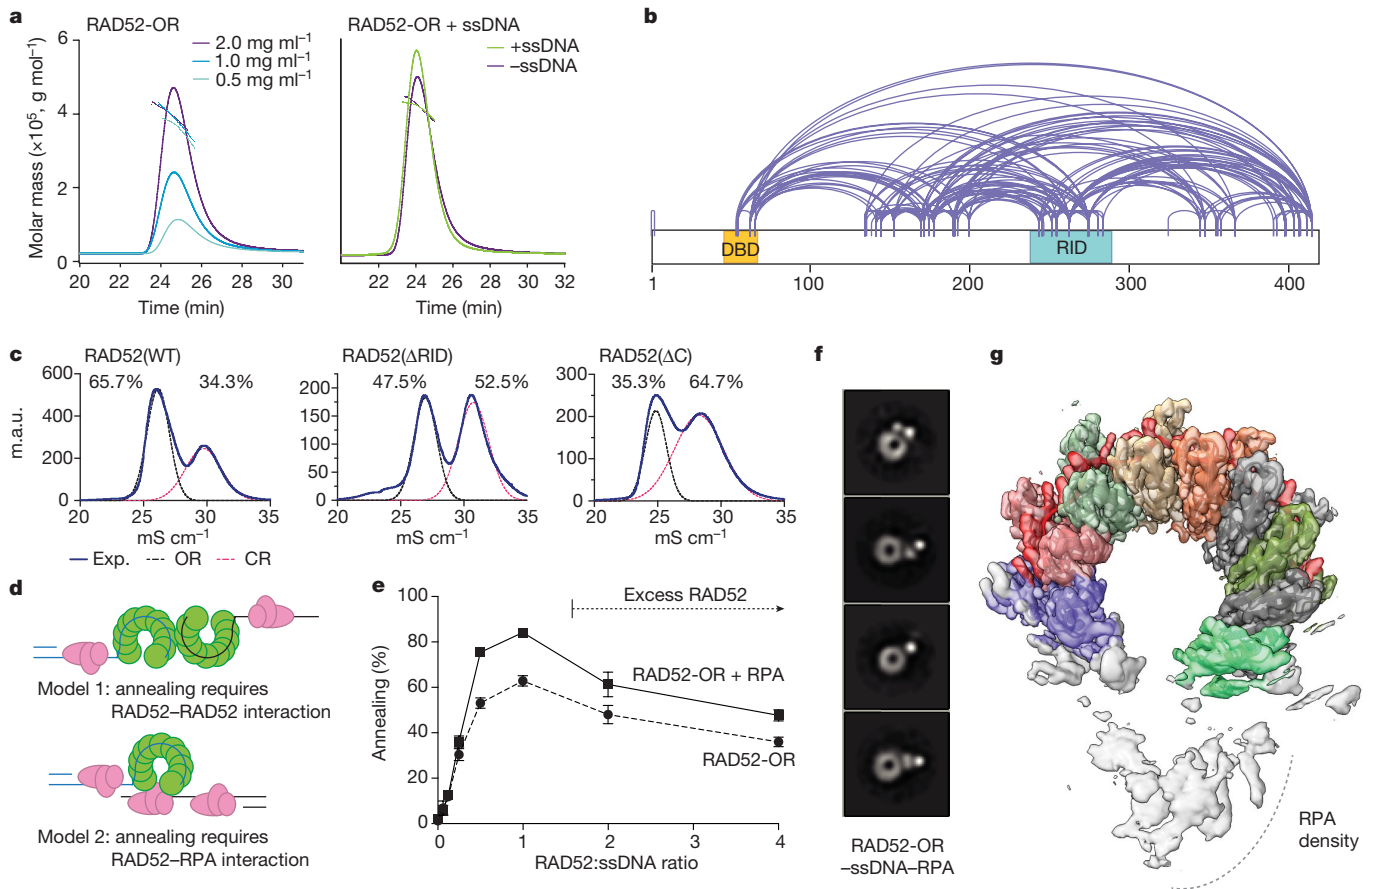 a
RAD52-OR
2.0 mg ml⁻¹
1.0 mg ml⁻¹
0.5 mg ml⁻¹
Molar mass (×10⁵, g mol⁻¹)
6
4
2
0
20 22 24 26 28 30
Time (min)
RAD52-OR + ssDNA
+ssDNA
–ssDNA
22 24 26 28 30 32
Time (min)
b
DBD
RID
1 100 200 300 400
c
RAD52(WT)
65.7% 34.3%
m.a.u.
600
400
200
0
20 25 30 35
mS cm⁻¹
RAD52(ΔRID)
47.5% 52.5%
200
150
100
50
0
20 25 30 35
mS cm⁻¹
RAD52(ΔC)
35.3% 64.7%
300
200
100
0
20 25 30 35
mS cm⁻¹
Exp. OR CR
d
Model 1: annealing requires
RAD52–RAD52 interaction
Model 2: annealing requires
RAD52–RPA interaction
e
Annealing (%)
100
80
60
40
20
0
Excess RAD52
RAD52-OR + RPA
RAD52-OR
0 1 2 3 4
RAD52:ssDNA ratio
f
RAD52-OR
–ssDNA–RPA
g
RPA
density